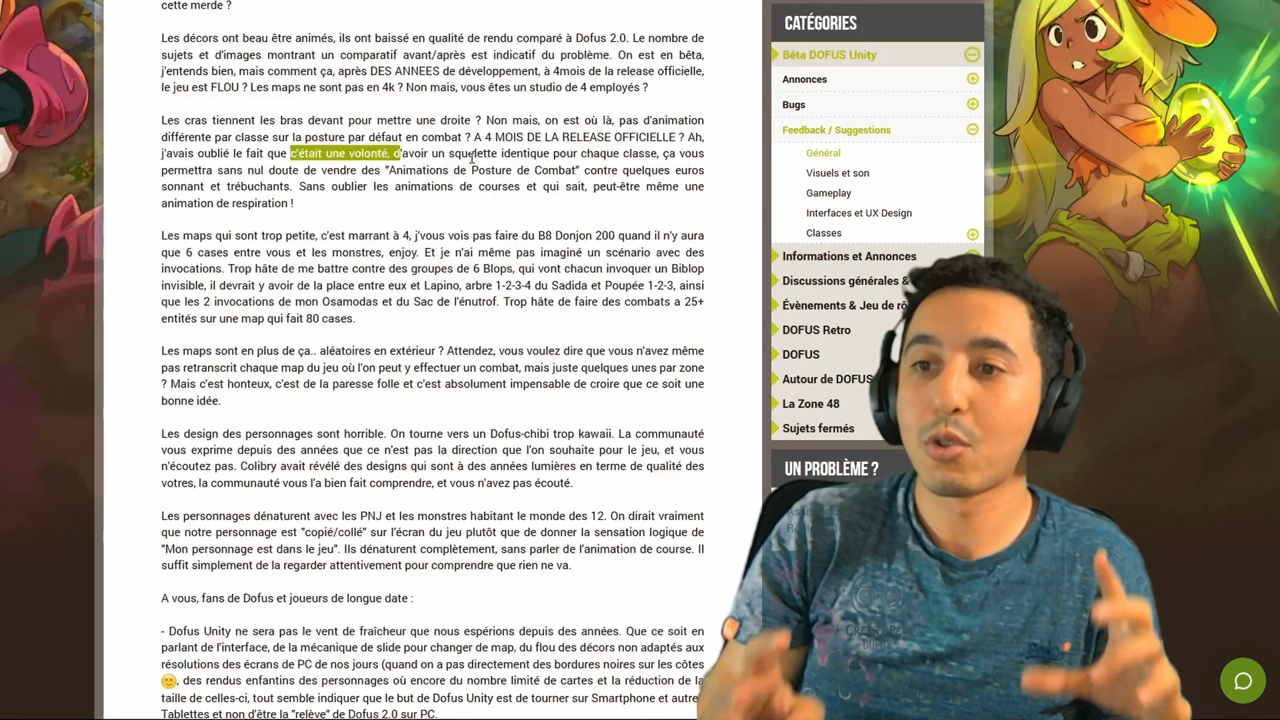 cette merde ?
Les décors ont beau être animés, ils ont baissé en qualité de rendu comparé à Dofus 2.0. Le nombre de
sujets et d'images montrant un comparatif avant/après est indicatif du problème. On est en bêta,
j'entends bien, mais comment ça, après DES ANNEES de développement, à 4mois de la release officielle,
le jeu est FLOU ? Les maps ne sont pas en 4k ? Non mais, vous êtes un studio de 4 employés ?
Les cras tiennent les bras devant pour mettre une droite ? Non mais, on est où là, pas d'animation
différente par classe sur la posture par défaut en combat ? A 4 MOIS DE LA RELEASE OFFICIELLE ? Ah,
j'avais oublié le fait que c'était une volonté, d'avoir un squelette identique pour chaque classe, ça vous
permettra sans nul doute de vendre des "Animations de Posture de Combat" contre quelques euros
sonnant et trébuchants. Sans oublier les animations de courses et qui sait, peut-être même une
animation de respiration !
Les maps qui sont trop petite, c'est marrant à 4, j'vous vois pas faire du B8 Donjon 200 quand il n'y aura
que 6 cases entre vous et les monstres, enjoy. Et je n'ai même pas imaginé un scénario avec des
invocations. Trop hâte de me battre contre des groupes de 6 Blops, qui vont chacun invoquer un Biblop
invisible, il devrait y avoir de la place entre eux et Lapino, arbre 1-2-3-4 du Sadida et Poupée 1-2-3, ainsi
que les 2 invocations de mon Osamodas et du Sac de l'énutrof. Trop hâte de faire des combats a 25+
entités sur une map qui fait 80 cases.
Les maps sont en plus de ça.. aléatoires en extérieur ? Attendez, vous voulez dire que vous n'avez même
pas retranscrit chaque map du jeu où l'on peut y effectuer un combat, mais juste quelques unes par zone
? Mais c'est honteux, c'est de la paresse folle et c'est absolument impensable de croire que ce soit une
bonne idée.
Les design des personnages sont horrible. On tourne vers un Dofus-chibi trop kawaii. La communauté
vous exprime depuis des années que ce n'est pas la direction que l'on souhaite pour le jeu, et vous
n'écoutez pas. Colibry avait révélé des designs qui sont à des années lumières en terme de qualité des
votres, la communauté vous l'a bien fait comprendre, et vous n'avez pas écouté.
Les personnages dénaturent avec les PNJ et les monstres habitant le monde des 12. On dirait vraiment
que notre personnage est "copié/collé" sur l'écran du jeu plutôt que de donner la sensation logique de
"Mon personnage est dans le jeu". Ils dénaturent complètement, sans parler de l'animation de course. Il
suffit simplement de la regarder attentivement pour comprendre que rien ne va.
A vous, fans de Dofus et joueurs de longue date :
- Dofus Unity ne sera pas le vent de fraîcheur que nous espérions depuis des années. Que ce soit en
parlant de l'interface, de la mécanique de slide pour changer de map, du flou des décors non adaptés aux
résolutions des écrans de PC de nos jours (quand on a pas directement des bordures noires sur les côtes
, des rendus enfantins des personnages où encore du nombre limité de cartes et la réduction de la
taille de celles-ci, tout semble indiquer que le but de Dofus Unity est de tourner sur Smartphone et autre
Tablettes et non d'être la "relève" de Dofus 2.0 sur PC.
CATÉGORIES
Bêta DOFUS Unity
Annonces
Bugs
Feedback / Suggestions
Général
Visuels et son
Gameplay
Interfaces et UX Design
Classes
Informations et Annonces
Discussions générales &
Évènements & Jeu de rô
DOFUS Retro
DOFUS
Autour de DOFUS
La Zone 48
Sujets fermés
UN PROBLÈME ?